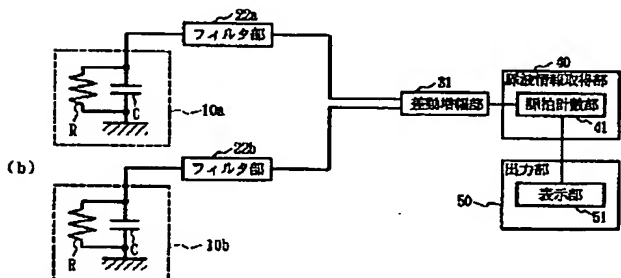 22a
フィルタ部
R
C
10a
31
差動増幅部
40
脈波情報取得部
脈拍計数部
41
(b)
22b
フィルタ部
R
C
10b
出力部
表示部
50
51